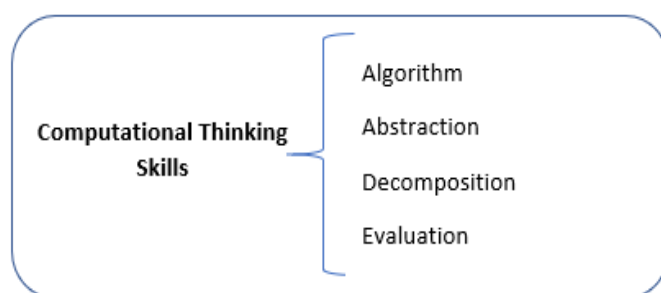 Computational Thinking
Skills
Algorithm
Abstraction
Decomposition
Evaluation